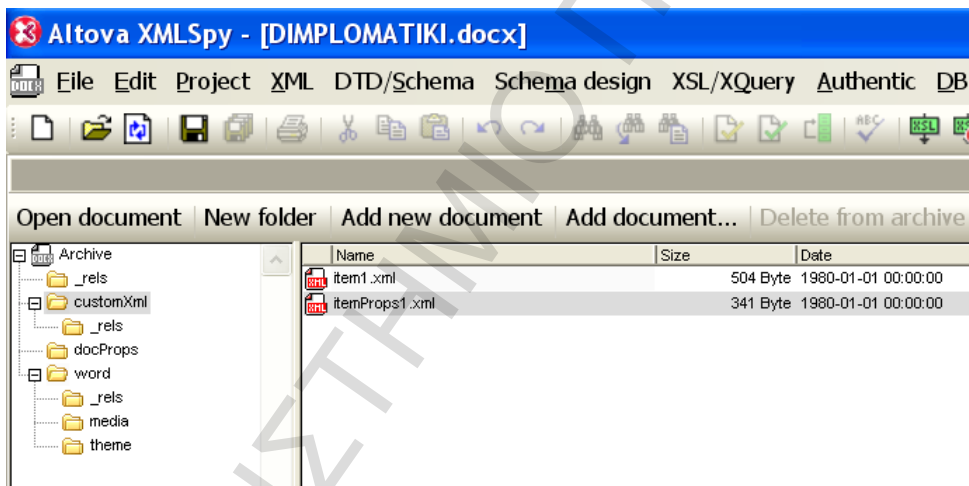 Altova XMLSpy - [DIMPLOMATIKI.docx]
File Edit Project XML DTD/Schema Schema design XSL/XQuery Authentic DB
Open document New folder Add new document Add document... Delete from archive
Archive
_rels
customXml
_rels
docProps
word
_rels
media
theme
Name Size Date
item1.xml 504 Byte 1980-01-01 00:00:00
itemProps1.xml 341 Byte 1980-01-01 00:00:00
ΙΣΤΗΜΙΟ Π